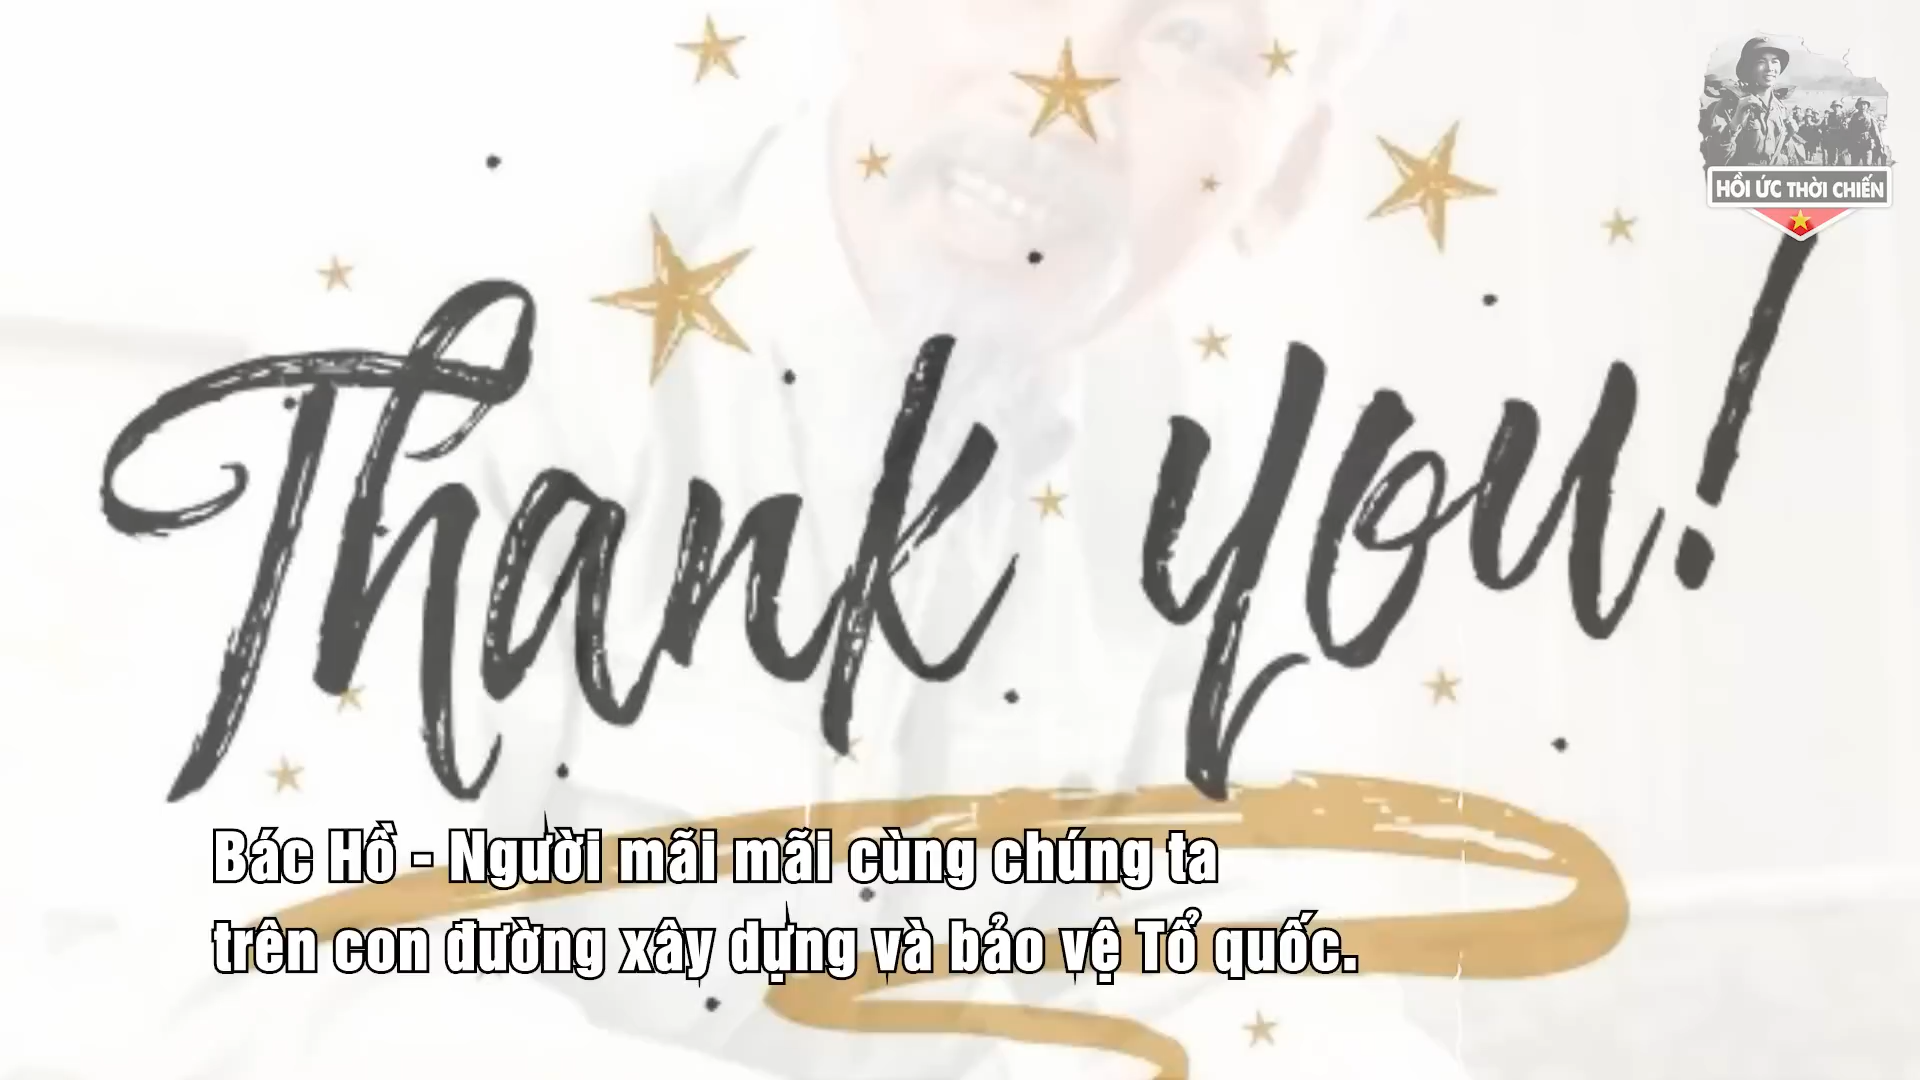 HỒI ỨC THỜI CHIẾN
Thank you!
Bác Hồ - Người mãi mãi cùng chúng ta
trên con đường xây dựng và bảo vệ Tổ quốc.